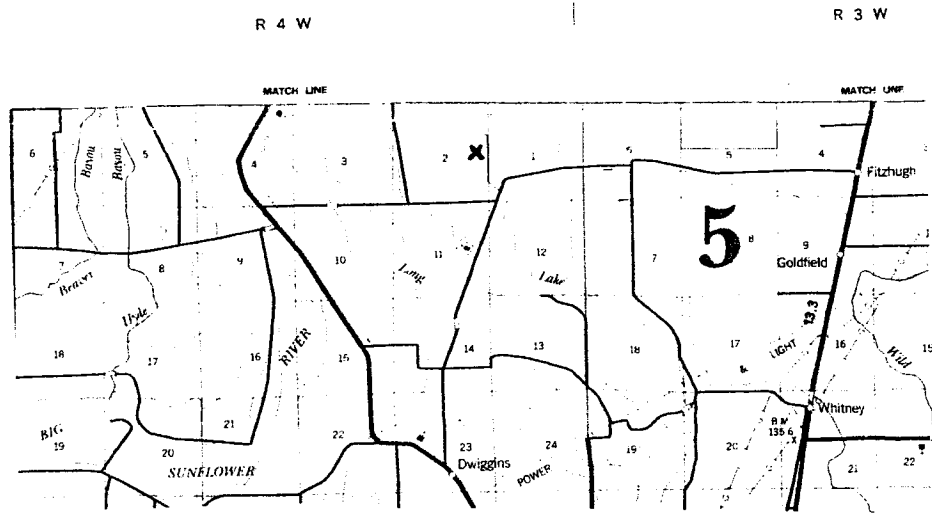 R 4 W
R 3 W
MATCH LINE
MATCH LINE
6
5
4
3
2
X
1
6
5
4
Fitzhugh
Bayou
Bayou
5
7
8
9
10
11
12
7
8
9
Goldfield
Beaver
Hyde
Long
Lake
13.3
RIVER
18
17
16
15
14
13
18
17
LIGHT
&
16
Wild
15
Whitney
B M
135.6
X
BIG
19
20
21
22
23
24
19
20
21
22
SUNFLOWER
Dwiggins
POWER